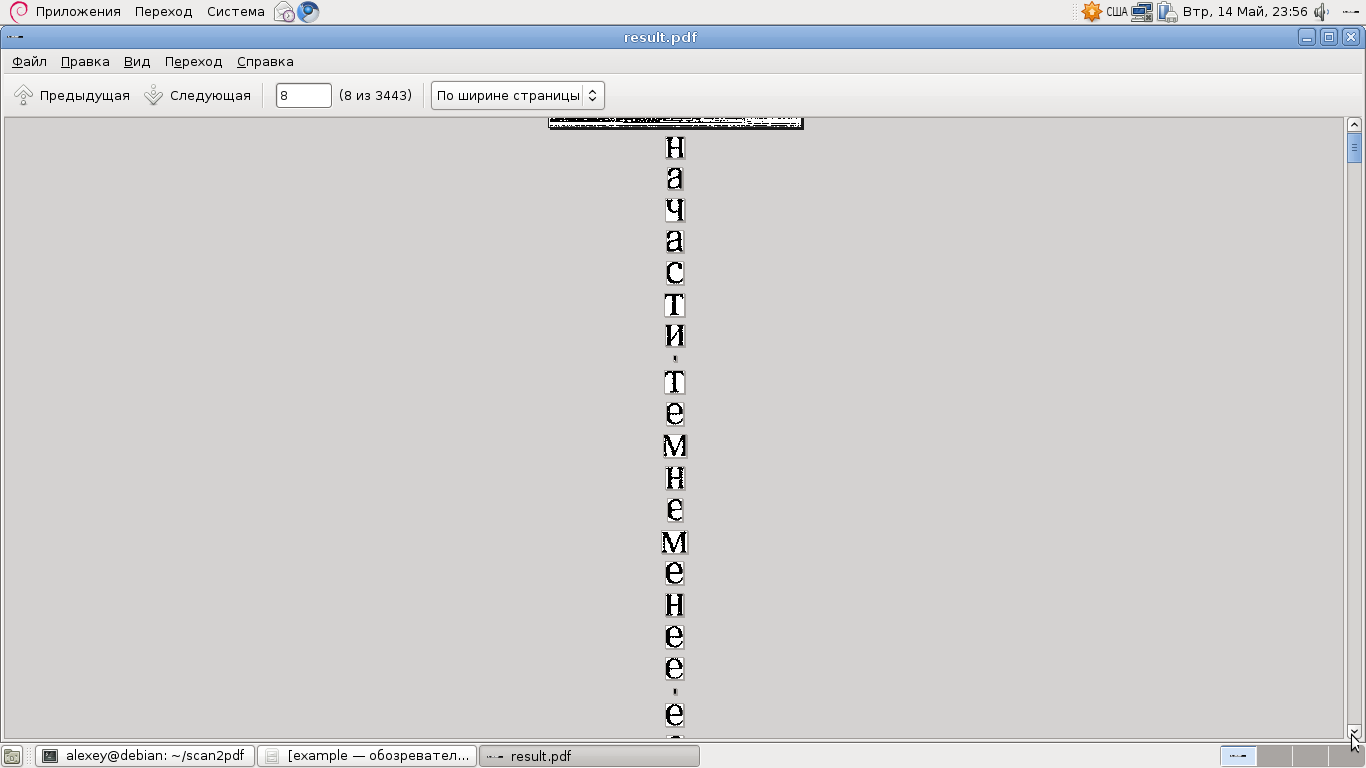 Приложения Переход Система США Втр, 14 Май, 23:56
result.pdf
Файл Правка Вид Переход Справка
Предыдущая Следующая 8 (8 из 3443) По ширине страницы
Н
а
ч
а
с
т
и
.
т
е
м
н
е
м
е
н
е
е
.
е
alexey@debian: ~/scan2pdf [example — обозревател... result.pdf